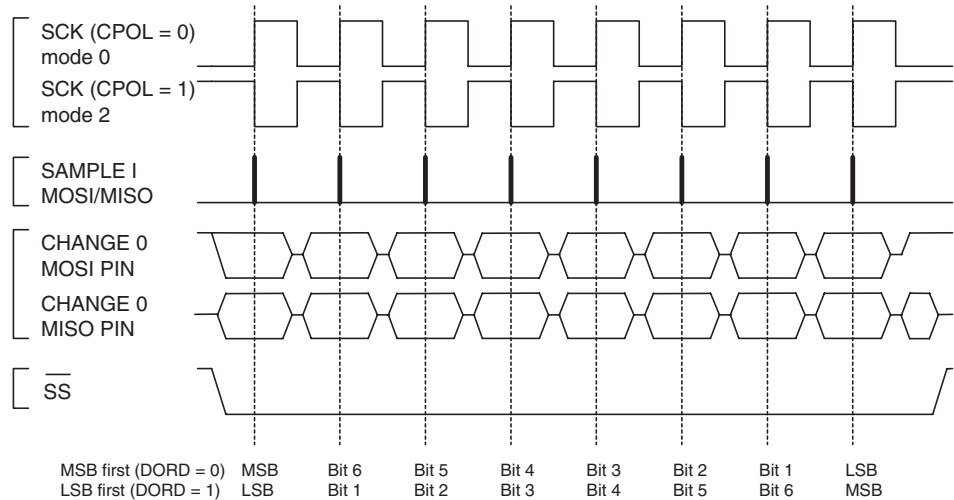 SCK (CPOL = 0)
mode 0
SCK (CPOL = 1)
mode 2
SAMPLE I
MOSI/MISO
CHANGE 0
MOSI PIN
CHANGE 0
MISO PIN
SS
MSB first (DORD = 0) MSB Bit 6 Bit 5 Bit 4 Bit 3 Bit 2 Bit 1 LSB
LSB first (DORD = 1) LSB Bit 1 Bit 2 Bit 3 Bit 4 Bit 5 Bit 6 MSB